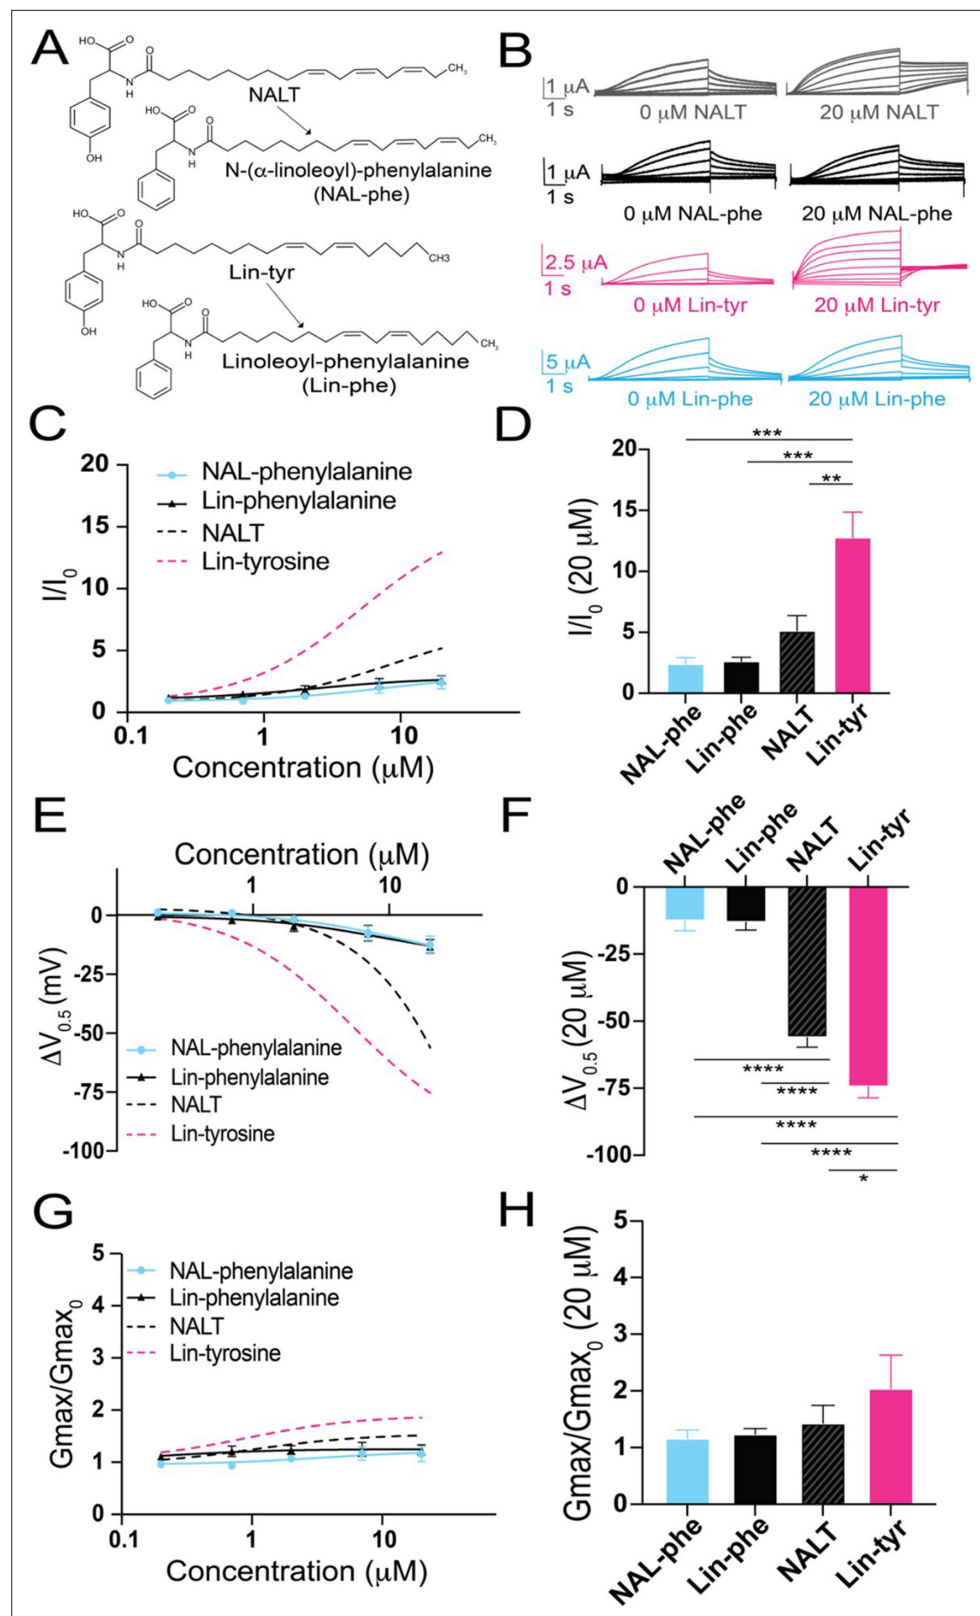 A
HO
O
O
N
H
CH3
OH
NALT
HO
O
O
N
H
CH3
N-(α-linoleoyl)-phenylalanine
(NAL-phe)
HO
O
O
N
H
CH3
OH
Lin-tyr
HO
O
O
N
H
CH3
Linoleoyl-phenylalanine
(Lin-phe)
B
1 μA
1 s
0 μM NALT
20 μM NALT
1 μA
1 s
0 μM NAL-phe
20 μM NAL-phe
2.5 μA
1 s
0 μM Lin-tyr
20 μM Lin-tyr
5 μA
1 s
0 μM Lin-phe
20 μM Lin-phe
C
20
15
10
5
0
I/I0
NAL-phenylalanine
Lin-phenylalanine
NALT
Lin-tyrosine
0.1
1
10
Concentration (μM)
D
***
***
**
20
15
10
5
0
I/I0 (20 μM)
NAL-phe
Lin-phe
NALT
Lin-tyr
E
Concentration (μM)
1
10
0
-25
-50
-75
-100
ΔV0.5 (mV)
NAL-phenylalanine
Lin-phenylalanine
NALT
Lin-tyrosine
F
NAL-phe
Lin-phe
NALT
Lin-tyr
0
-25
-50
-75
-100
ΔV0.5 (20 μM)
****
****
****
****
*
G
5
4
3
2
1
0
Gmax/Gmax0
NAL-phenylalanine
Lin-phenylalanine
NALT
Lin-tyrosine
0.1
1
10
Concentration (μM)
H
5
4
3
2
1
0
Gmax/Gmax0 (20 μM)
NAL-phe
Lin-phe
NALT
Lin-tyr